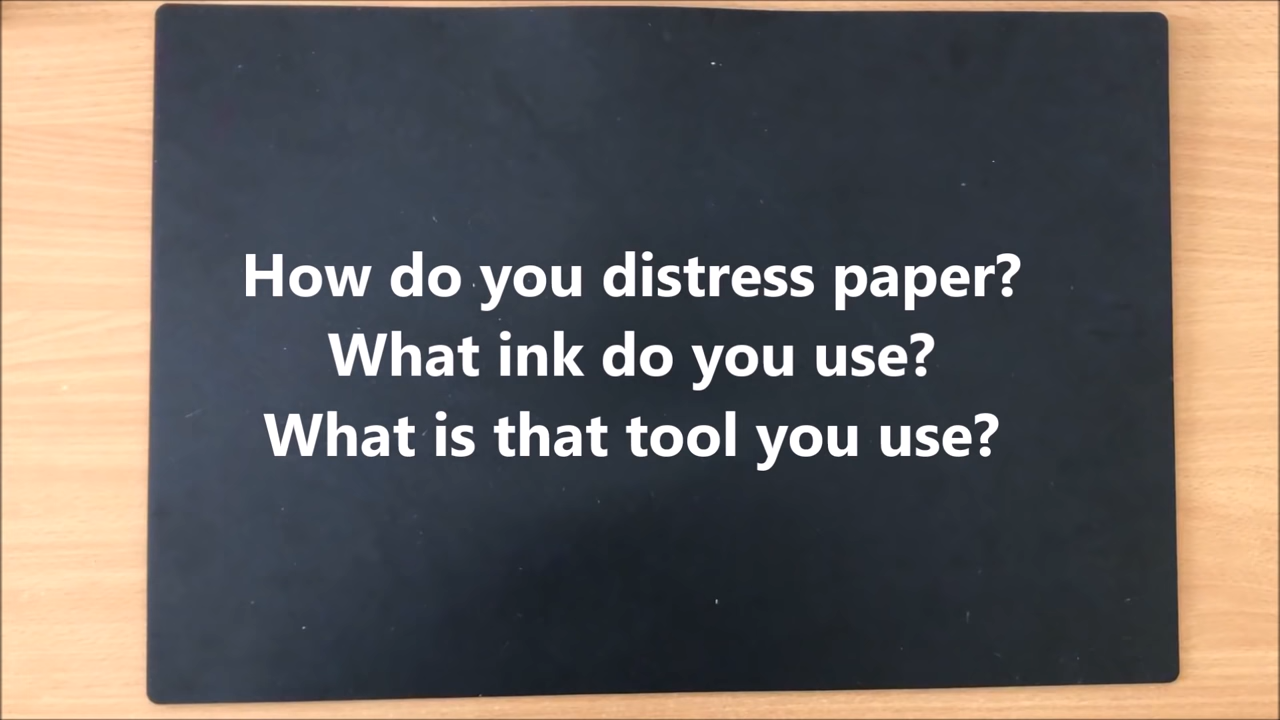 How do you distress paper?
What ink do you use?
What is that tool you use?